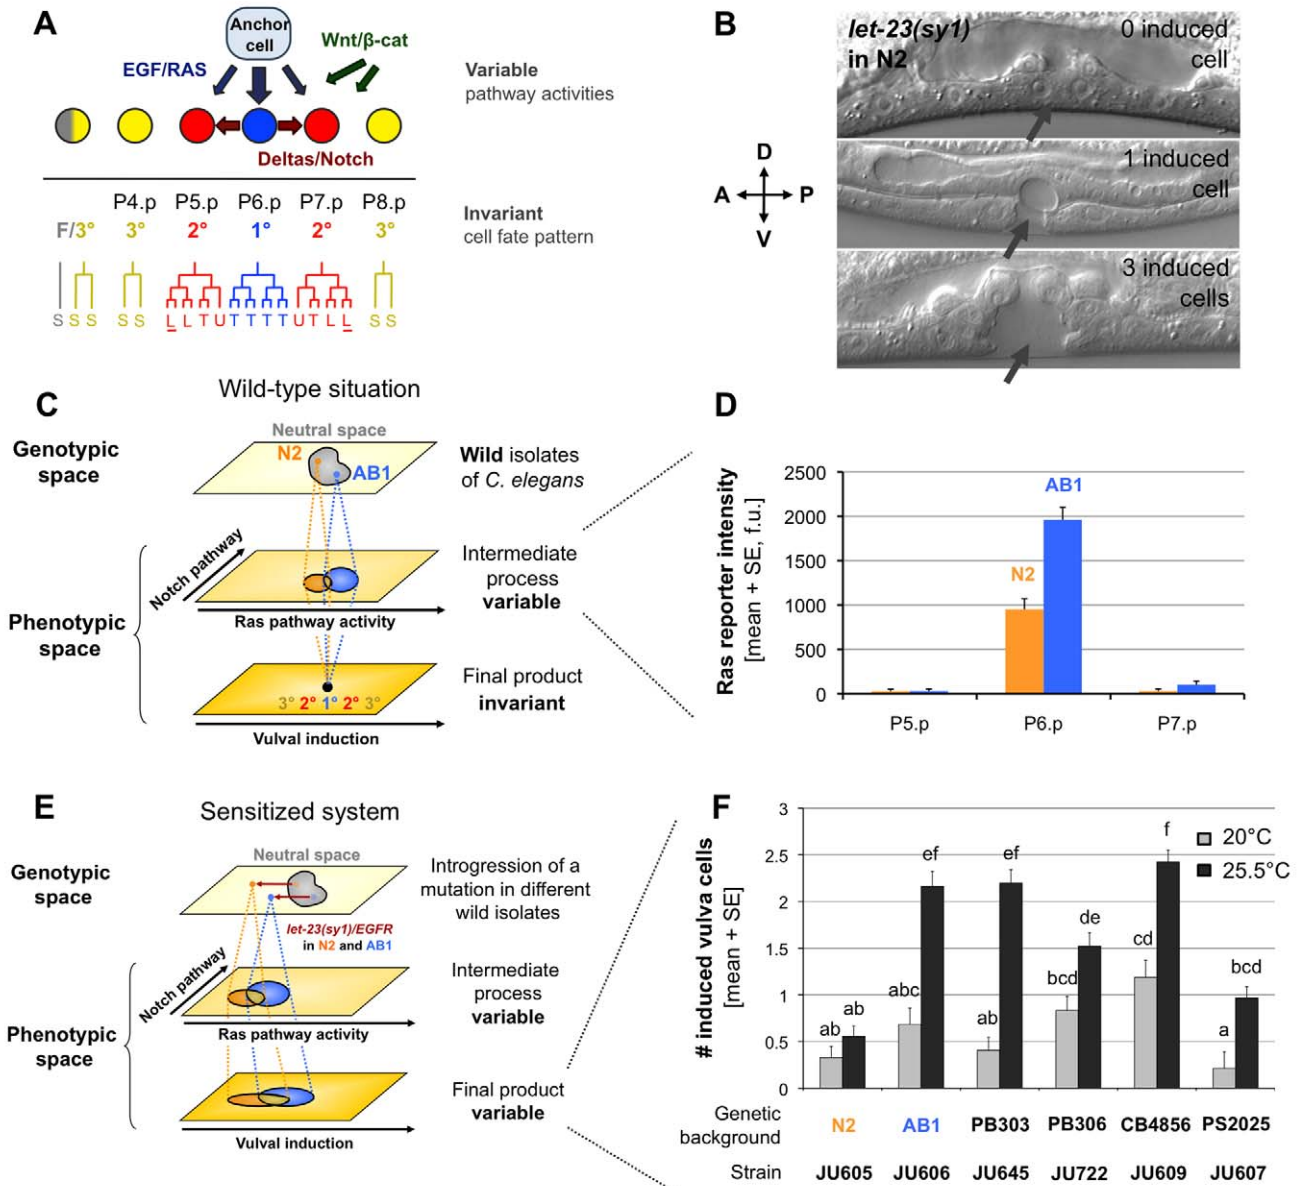 A
Anchor
cell
Wnt/β-cat
EGF/RAS
Deltas/Notch
Variable
pathway activities
P4.p P5.p P6.p P7.p P8.p
F/3° 3° 2° 1° 2° 3°
Invariant
cell fate pattern
S S S S S L L T U T T T T U T L L S S
B
let-23(sy1)
in N2
0 induced
cell
1 induced
cell
3 induced
cells
D
A P
V
C
Wild-type situation
Genotypic
space
Neutral space
N2
AB1
Wild isolates
of C. elegans
Phenotypic
space
Notch pathway
Ras pathway activity
Intermediate
process
variable
3° 2° 1° 2° 3°
Vulval induction
Final product
invariant
D
Ras reporter intensity
[mean + SE, f.u.]
2500
2000
1500
1000
500
0
N2
AB1
P5.p P6.p P7.p
E
Sensitized system
Genotypic
space
Neutral space
let-23(sy1)/EGFR
in N2 and AB1
Introgression of a
mutation in different
wild isolates
Phenotypic
space
Notch pathway
Ras pathway activity
Intermediate
process
variable
Vulval induction
Final product
variable
F
# induced vulva cells
[mean + SE]
3
2.5
2
1.5
1
0.5
0
20°C
25.5°C
ab ab abc ef ab ef bcd de cd f a bcd
Genetic
background
N2 AB1 PB303 PB306 CB4856 PS2025
Strain JU605 JU606 JU645 JU722 JU609 JU607